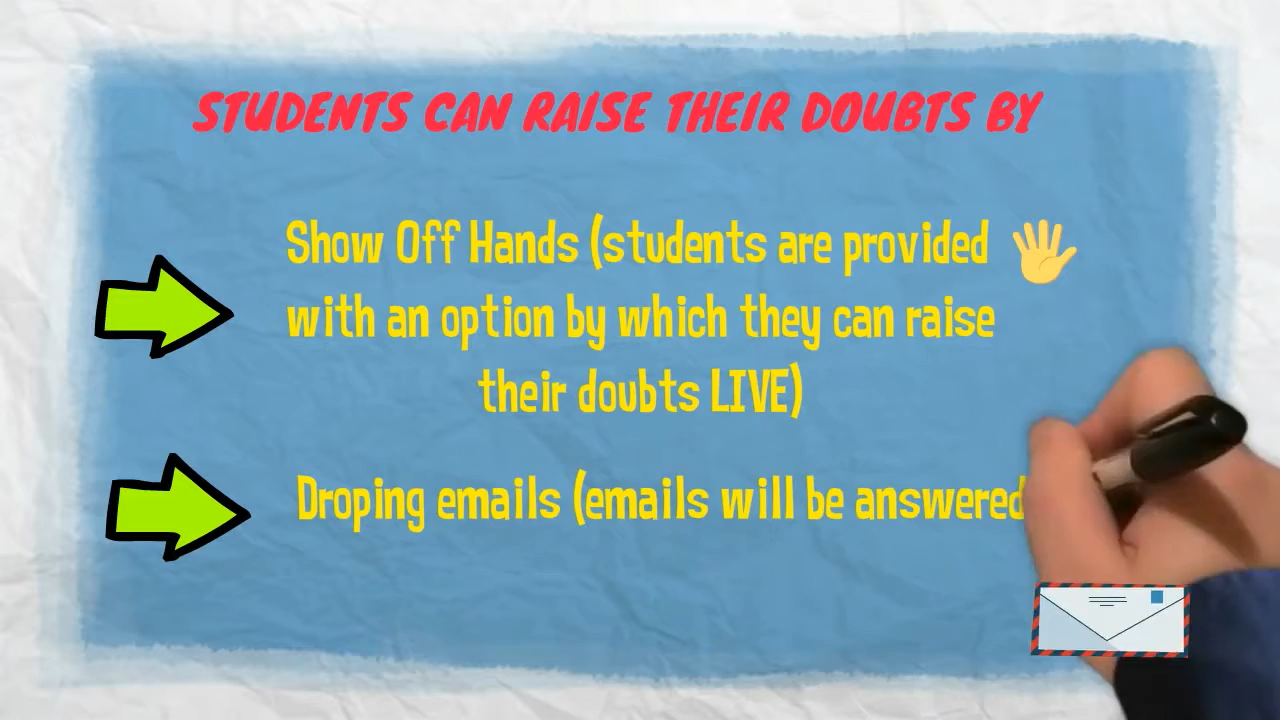 STUDENTS CAN RAISE THEIR DOUBTS BY
Show Off Hands (students are provided
with an option by which they can raise
their doubts LIVE)
Droping emails (emails will be answered